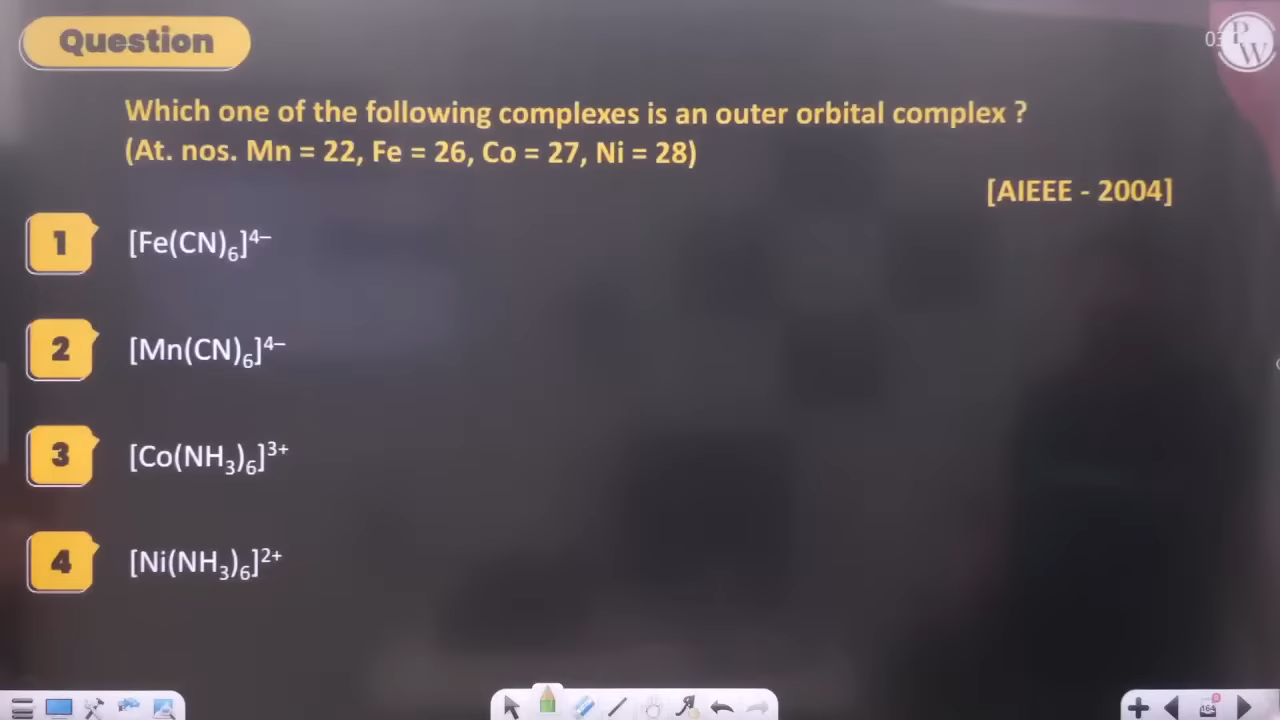 Question
Which one of the following complexes is an outer orbital complex ?
(At. nos. Mn = 22, Fe = 26, Co = 27, Ni = 28)
[AIEEE - 2004]
1 [Fe(CN)₆]⁴⁻
2 [Mn(CN)₆]⁴⁻
3 [Co(NH₃)₆]³⁺
4 [Ni(NH₃)₆]²⁺
PW
164